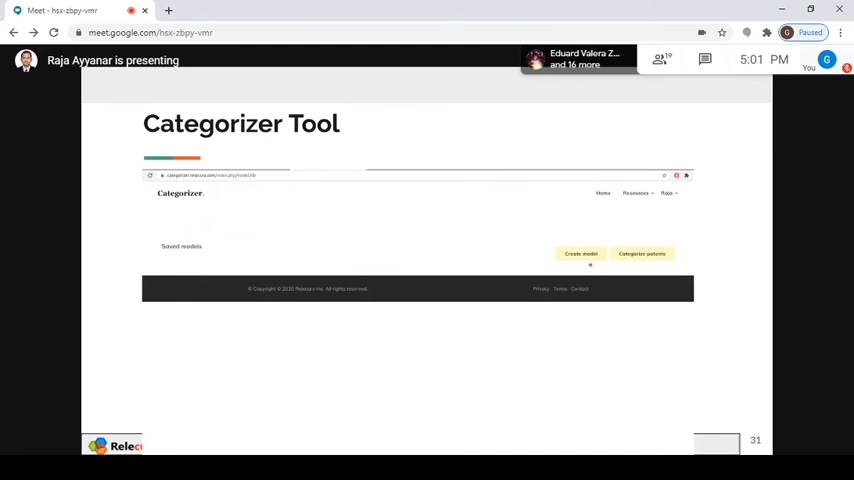 Meet - hsx-zbpy-vmr
meet.google.com/hsx-zbpy-vmr
G Paused
Raja Ayyanar is presenting
Eduard Valera Z...
and 16 more
19
5:01 PM
You
G
Categorizer Tool
categorizer.relecura.com/index.php/model/db
Categorizer.
Home Resources Raja
Saved models
Create model Categorize patents
© Copyright © 2020 Relecura Inc. All rights reserved.
Privacy Terms Contact
Relecu
31